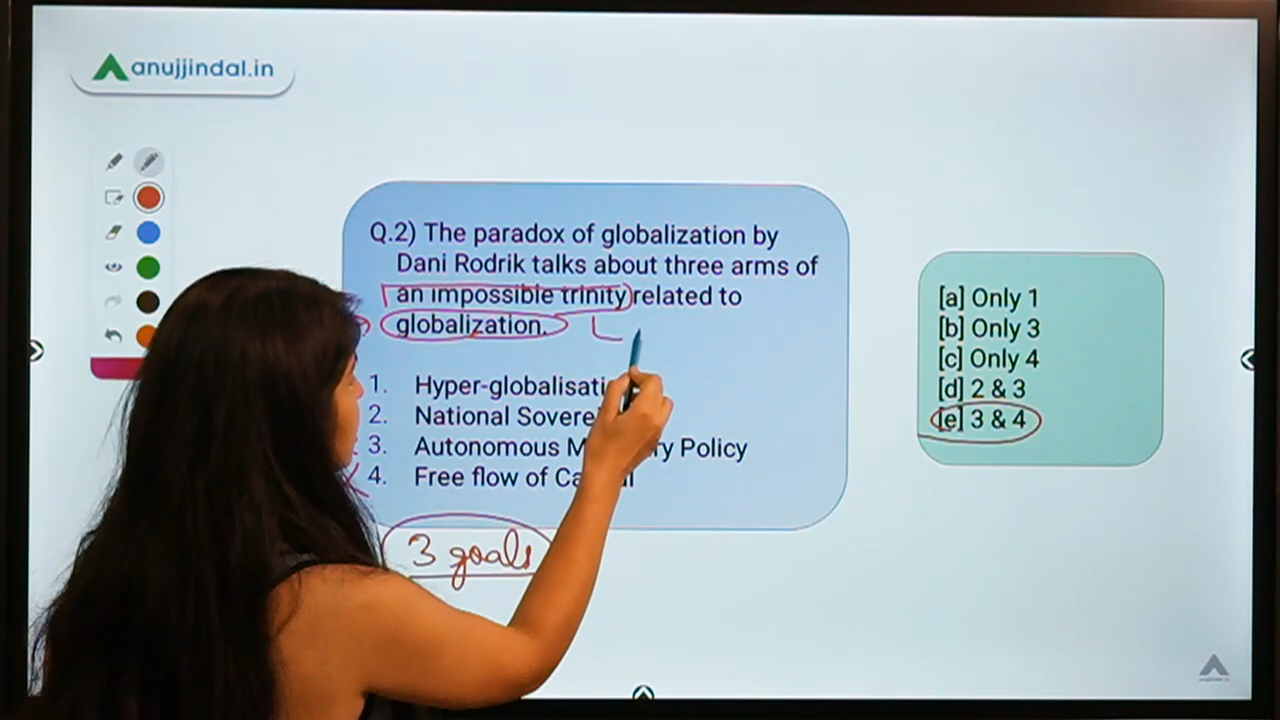 anujjindal.in
Q.2) The paradox of globalization by
Dani Rodrik talks about three arms of
an impossible trinity related to
globalization.
1. Hyper-globalisati
2. National Sovere
3. Autonomous M ry Policy
4. Free flow of Ca l
3 goals
[a] Only 1
[b] Only 3
[c] Only 4
[d] 2 & 3
[e] 3 & 4